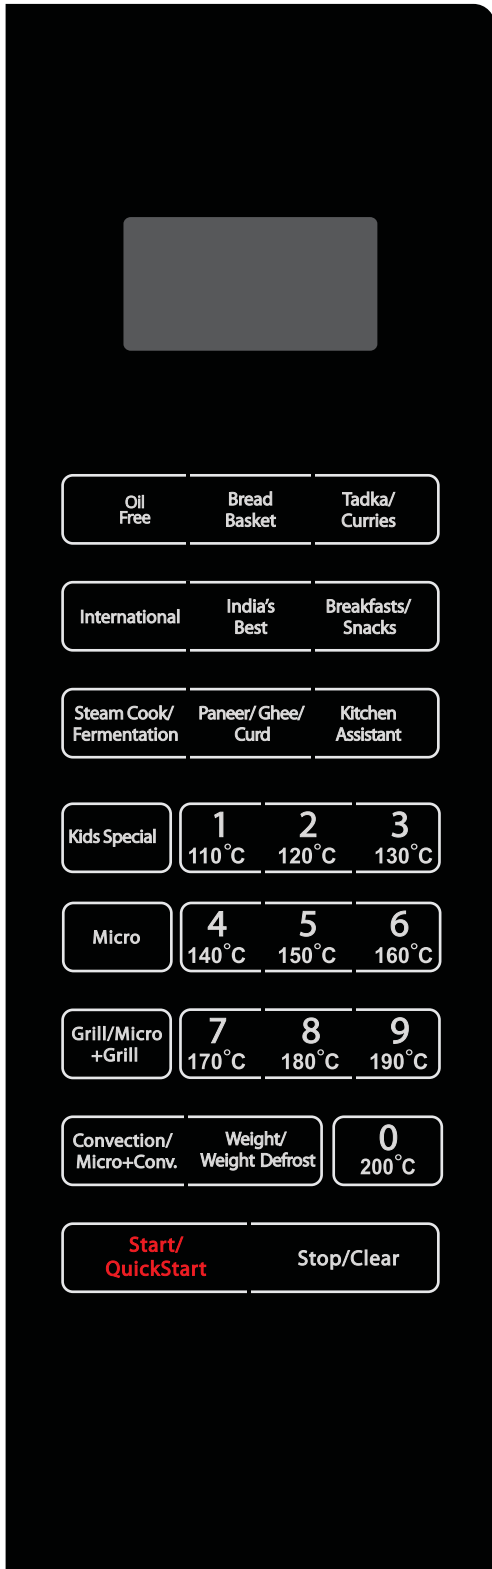 Oil
Free
Bread
Basket
Tadka/
Curries
International
India's
Best
Breakfasts/
Snacks
Steam Cook/
Fermentation
Paneer/ Ghee/
Curd
Kitchen
Assistant
Kids Special
1
110°C
2
120°C
3
130°C
Micro
4
140°C
5
150°C
6
160°C
Grill/Micro
+Grill
7
170°C
8
180°C
9
190°C
Convection/
Micro+Conv.
Weight/
Weight Defrost
0
200°C
Start/
QuickStart
Stop/Clear